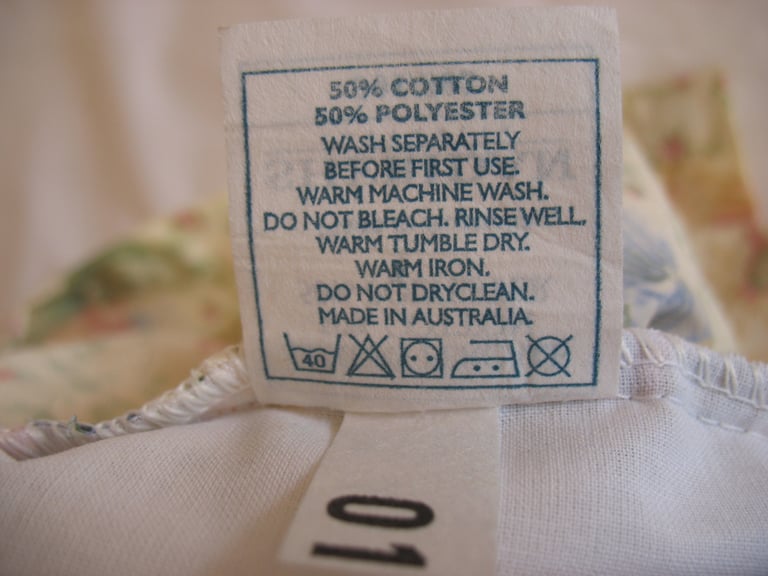 50% COTTON
50% POLYESTER
WASH SEPARATELY
BEFORE FIRST USE.
WARM MACHINE WASH.
DO NOT BLEACH. RINSE WELL.
WARM TUMBLE DRY.
WARM IRON.
DO NOT DRYCLEAN.
MADE IN AUSTRALIA.
40
01